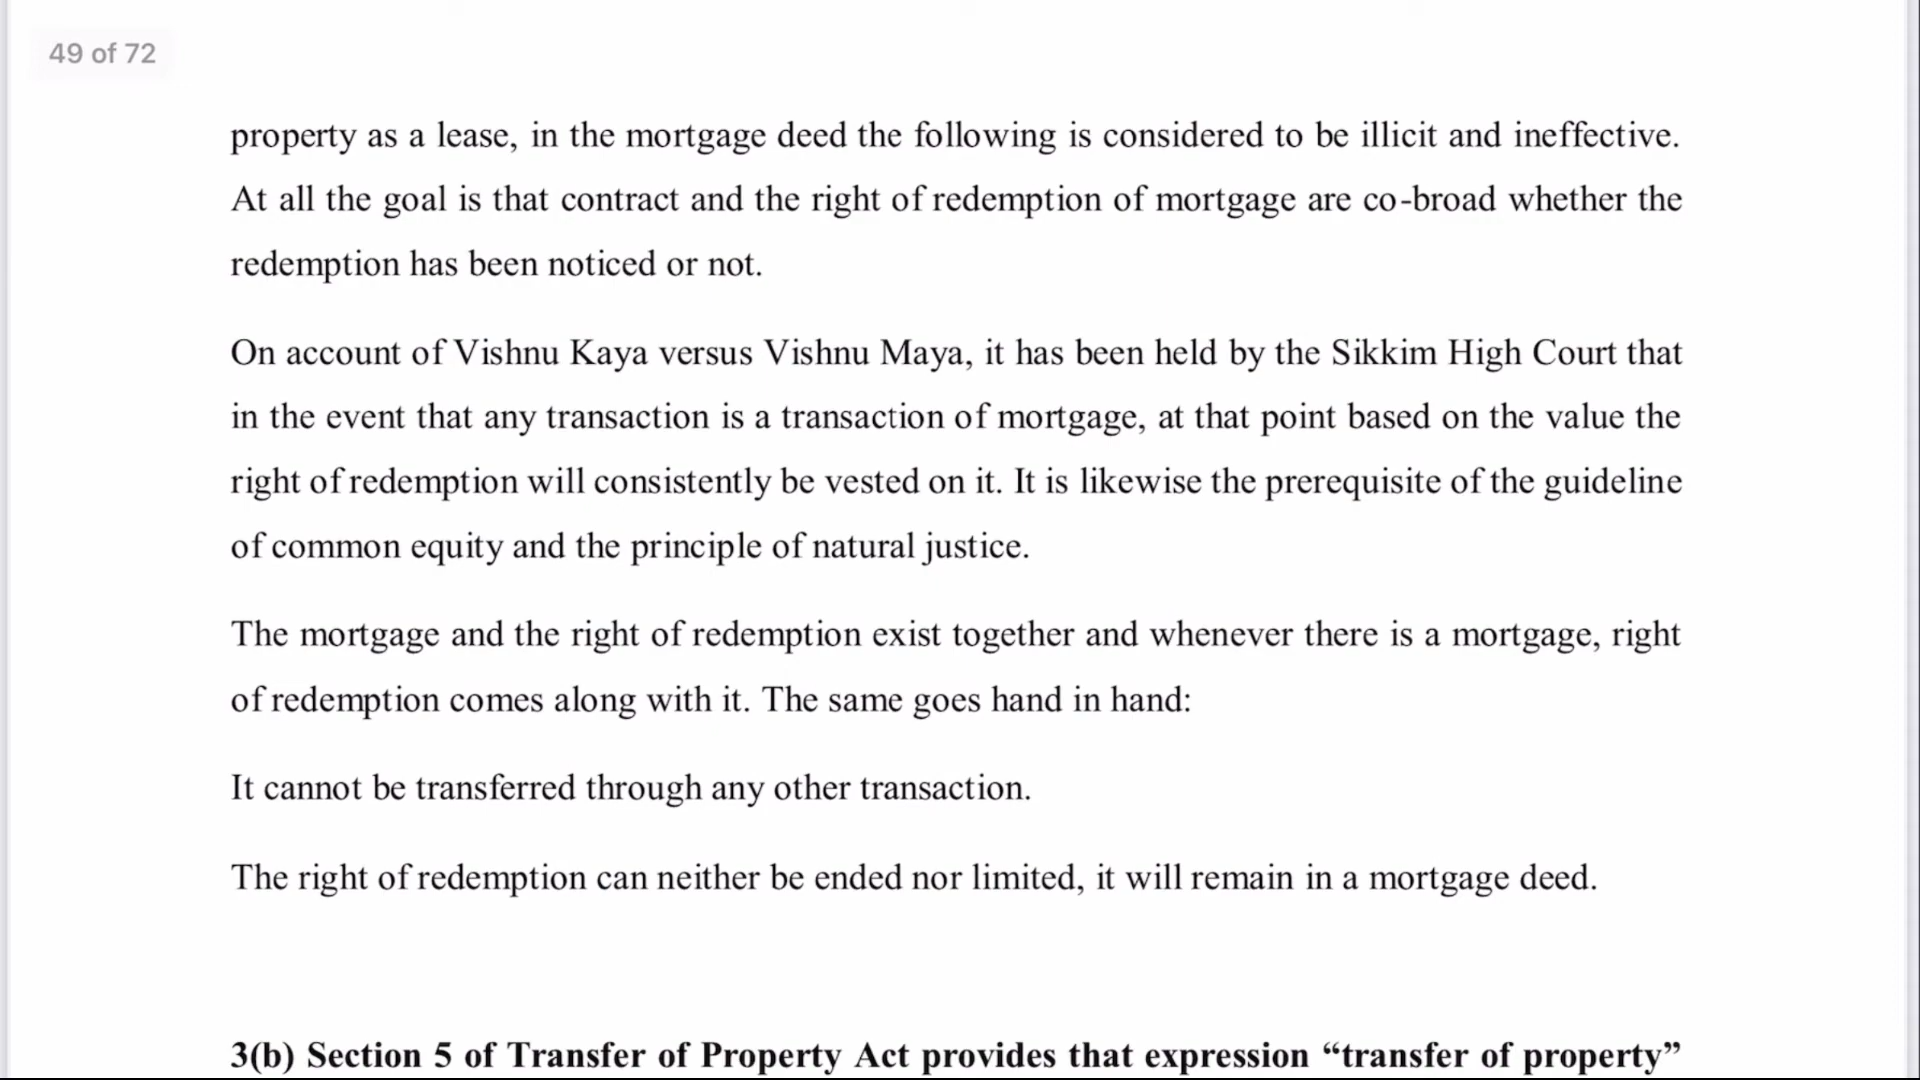 49 of 72
property as a lease, in the mortgage deed the following is considered to be illicit and ineffective.
At all the goal is that contract and the right of redemption of mortgage are co-broad whether the
redemption has been noticed or not.
On account of Vishnu Kaya versus Vishnu Maya, it has been held by the Sikkim High Court that
in the event that any transaction is a transaction of mortgage, at that point based on the value the
right of redemption will consistently be vested on it. It is likewise the prerequisite of the guideline
of common equity and the principle of natural justice.
The mortgage and the right of redemption exist together and whenever there is a mortgage, right
of redemption comes along with it. The same goes hand in hand:
It cannot be transferred through any other transaction.
The right of redemption can neither be ended nor limited, it will remain in a mortgage deed.
3(b) Section 5 of Transfer of Property Act provides that expression “transfer of property”